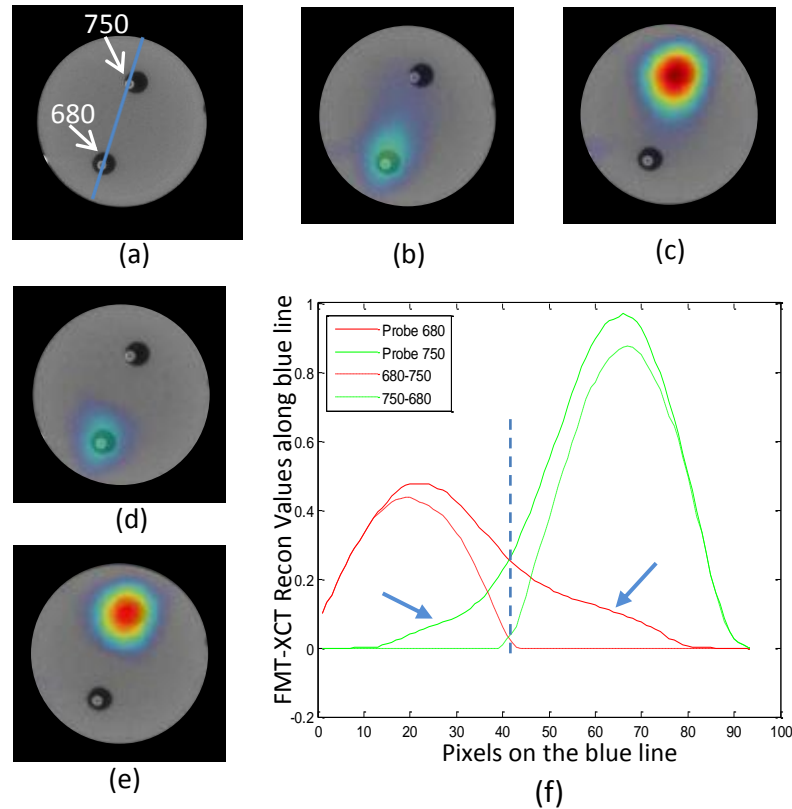 750
680
(a)
(b)
(c)
(d)
(e)
FMT-XCT Recon Values along blue line
1
0.8
0.6
0.4
0.2
0
-0.2
Probe 680
Probe 750
680-750
750-680
0 10 20 30 40 50 60 70 80 90 100
Pixels on the blue line
(f)